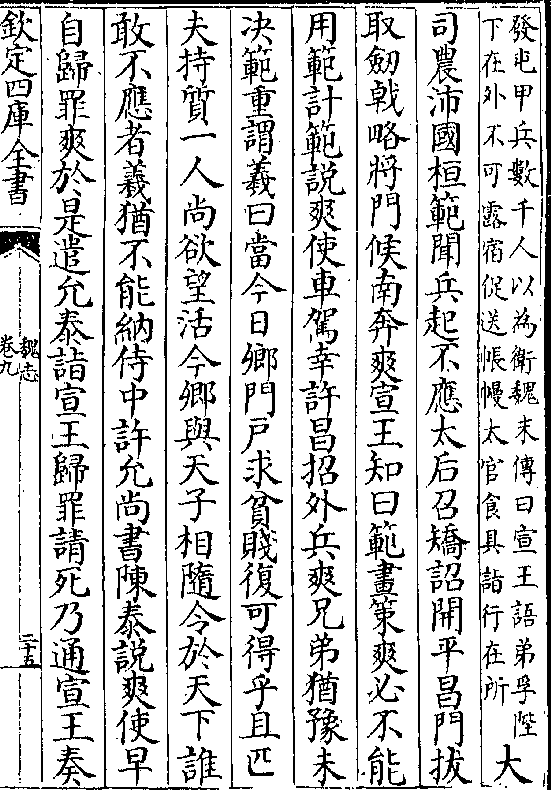 發屯甲兵數千人以為衛魏末傳曰宣王語弟孚陛
下在外不可露宿促送帳幔太官食具詣行在所
大
司農沛國桓範聞兵起不應太后召矯詔開平昌門拔
取劒戟略將門候南奔爽宣王知曰範畫策爽必不能
用範計範説爽使車駕幸許昌招外兵爽兄弟猶豫未
决範重謂羲曰當今日卿門戸求貧賤復可得乎且匹
夫持質一人尚欲望活今卿與天子相隨令於天下誰
敢不應者羲猶不能納侍中許允尚書陳泰説爽使早
自歸罪爽於是遣允泰詣宣王歸罪請死乃通宣王奏
欽定四庫全書
魏志
卷九
二十五